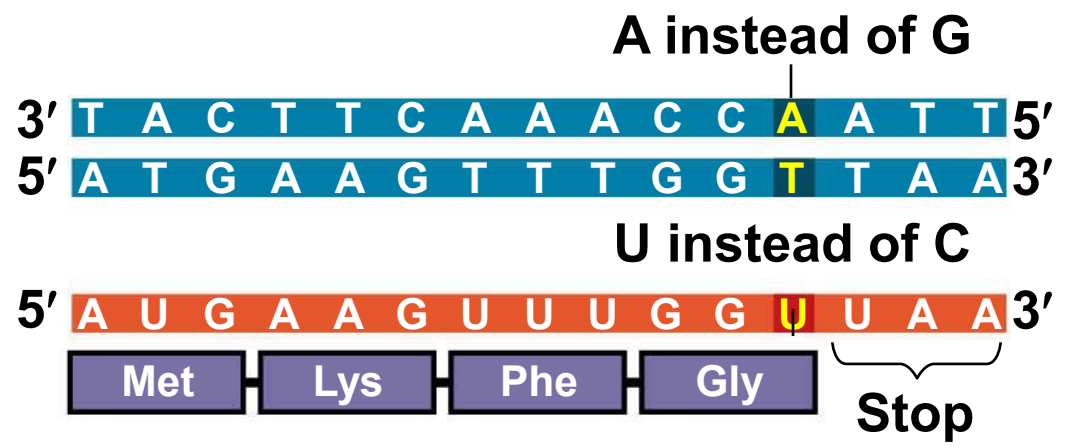 A instead of G
3′ T A C T T C A A A C C A A T T 5′
5′ A T G A A G T T T G G T T A A 3′
U instead of C
5′ A U G A A G U U U G G U U A A 3′
Met Lys Phe Gly
Stop